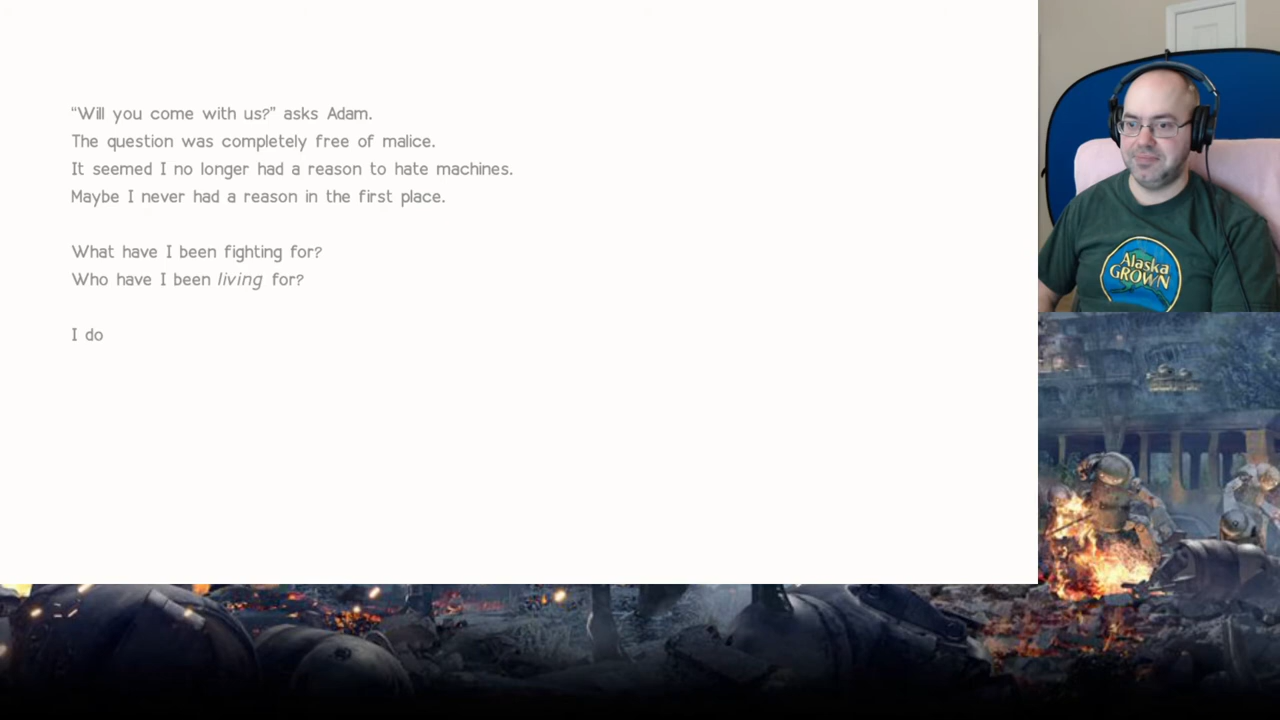 “Will you come with us?” asks Adam.
The question was completely free of malice.
It seemed I no longer had a reason to hate machines.
Maybe I never had a reason in the first place.
What have I been fighting for?
Who have I been living for?
I do
Alaska
GROWN